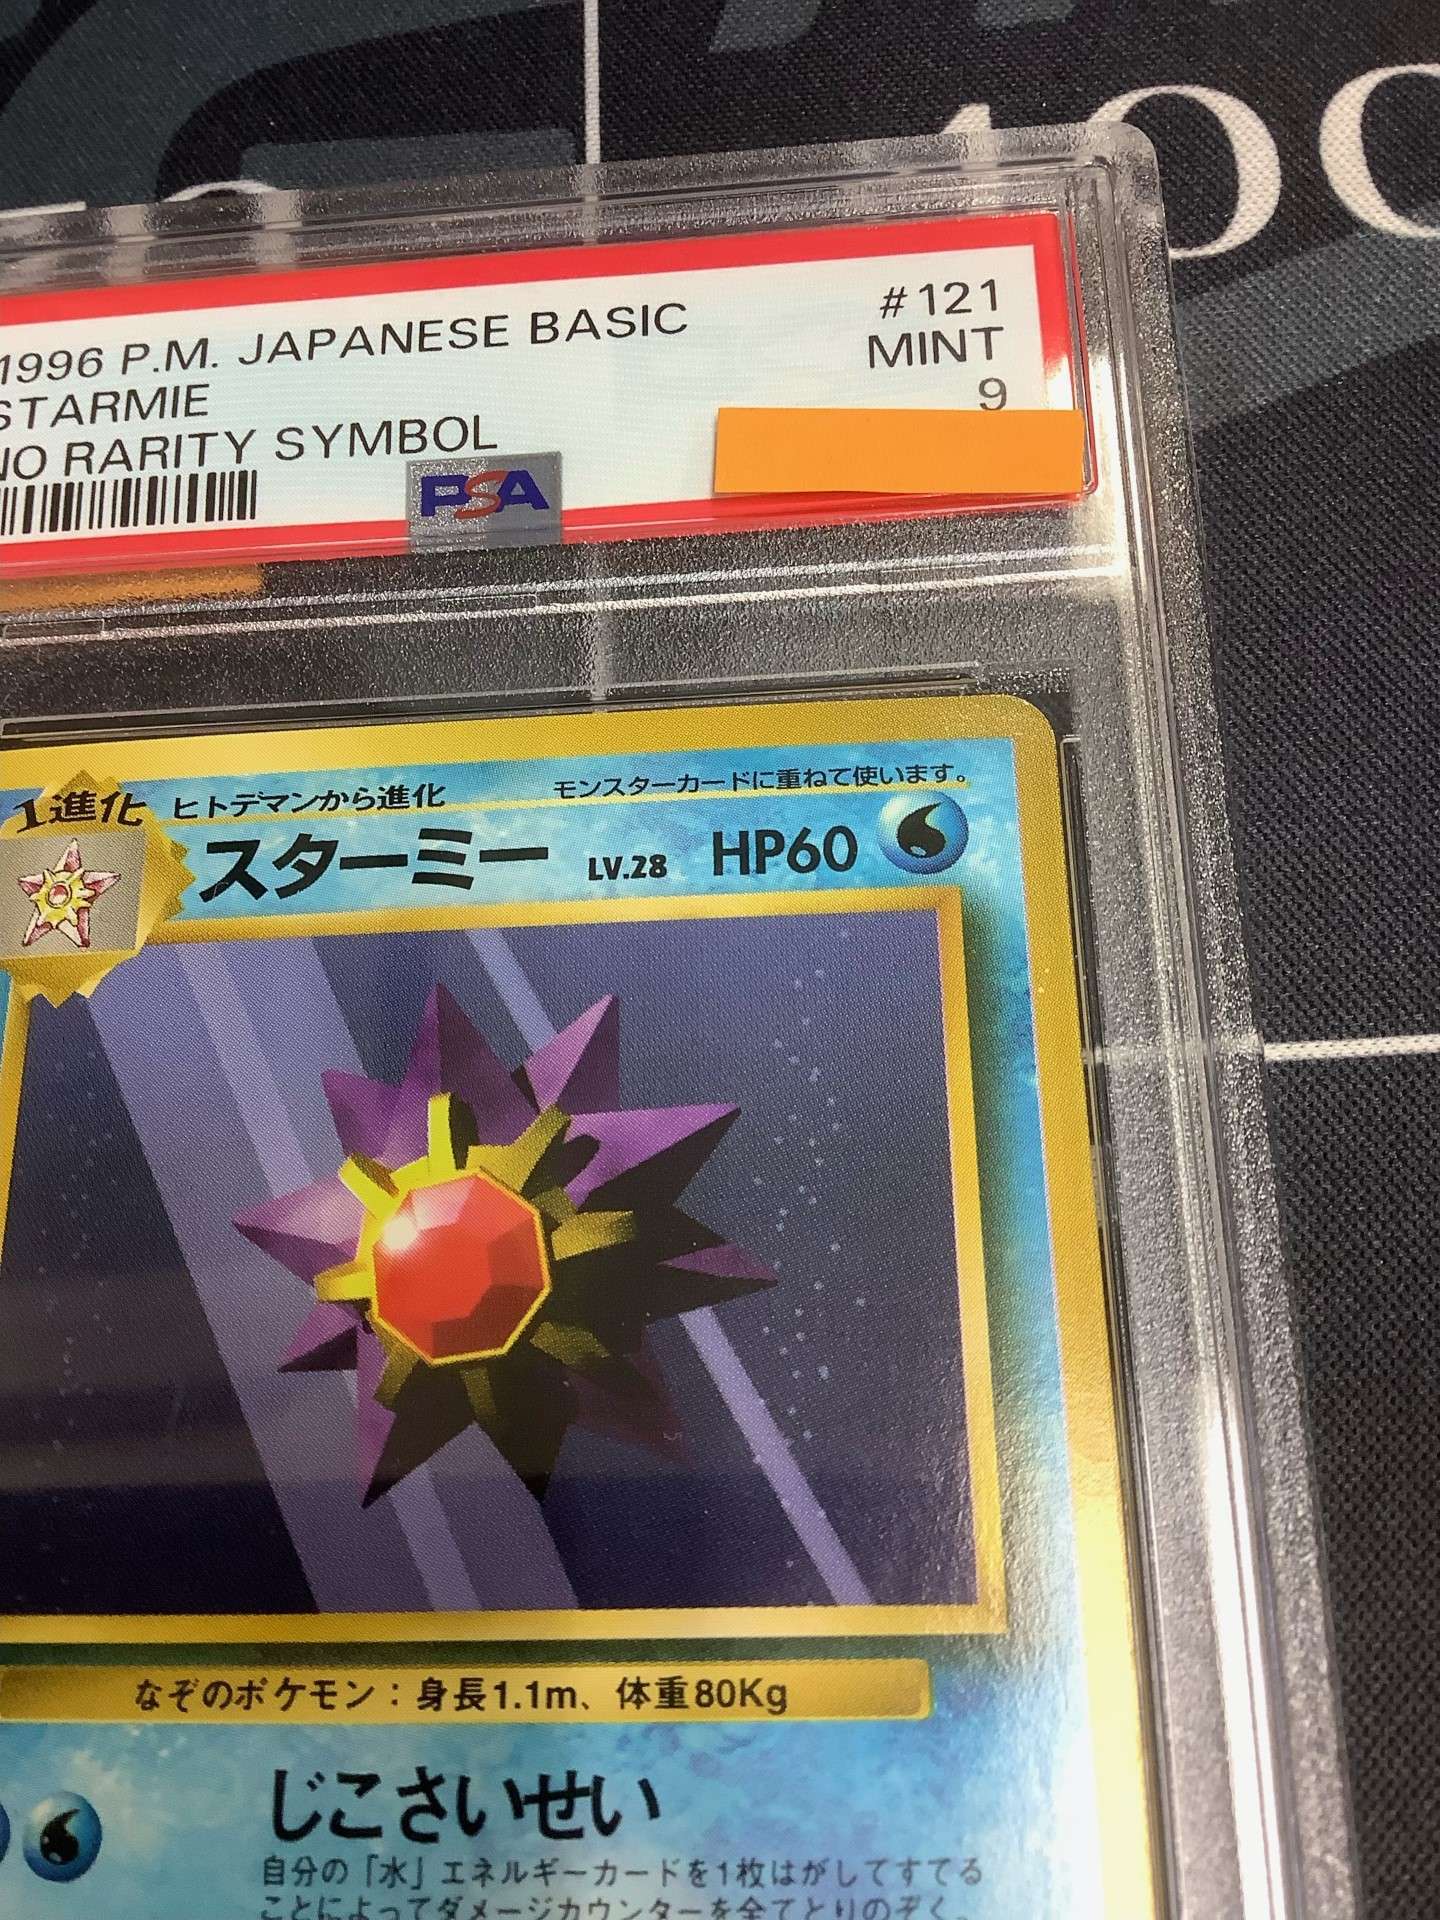 1996 P.M. JAPANESE BASIC #121
STARMIE MINT
NO RARITY SYMBOL 9
PSA
1進化 ヒトデマンから進化 モンスターカードに重ねて使います。
スターミー LV.28 HP60
なぞのポケモン：身長1.1m、体重80Kg
じこさいせい
自分の「水」エネルギーカードを1枚はがしてすてる
ことによってダメージカウンターを全てとりのぞく。